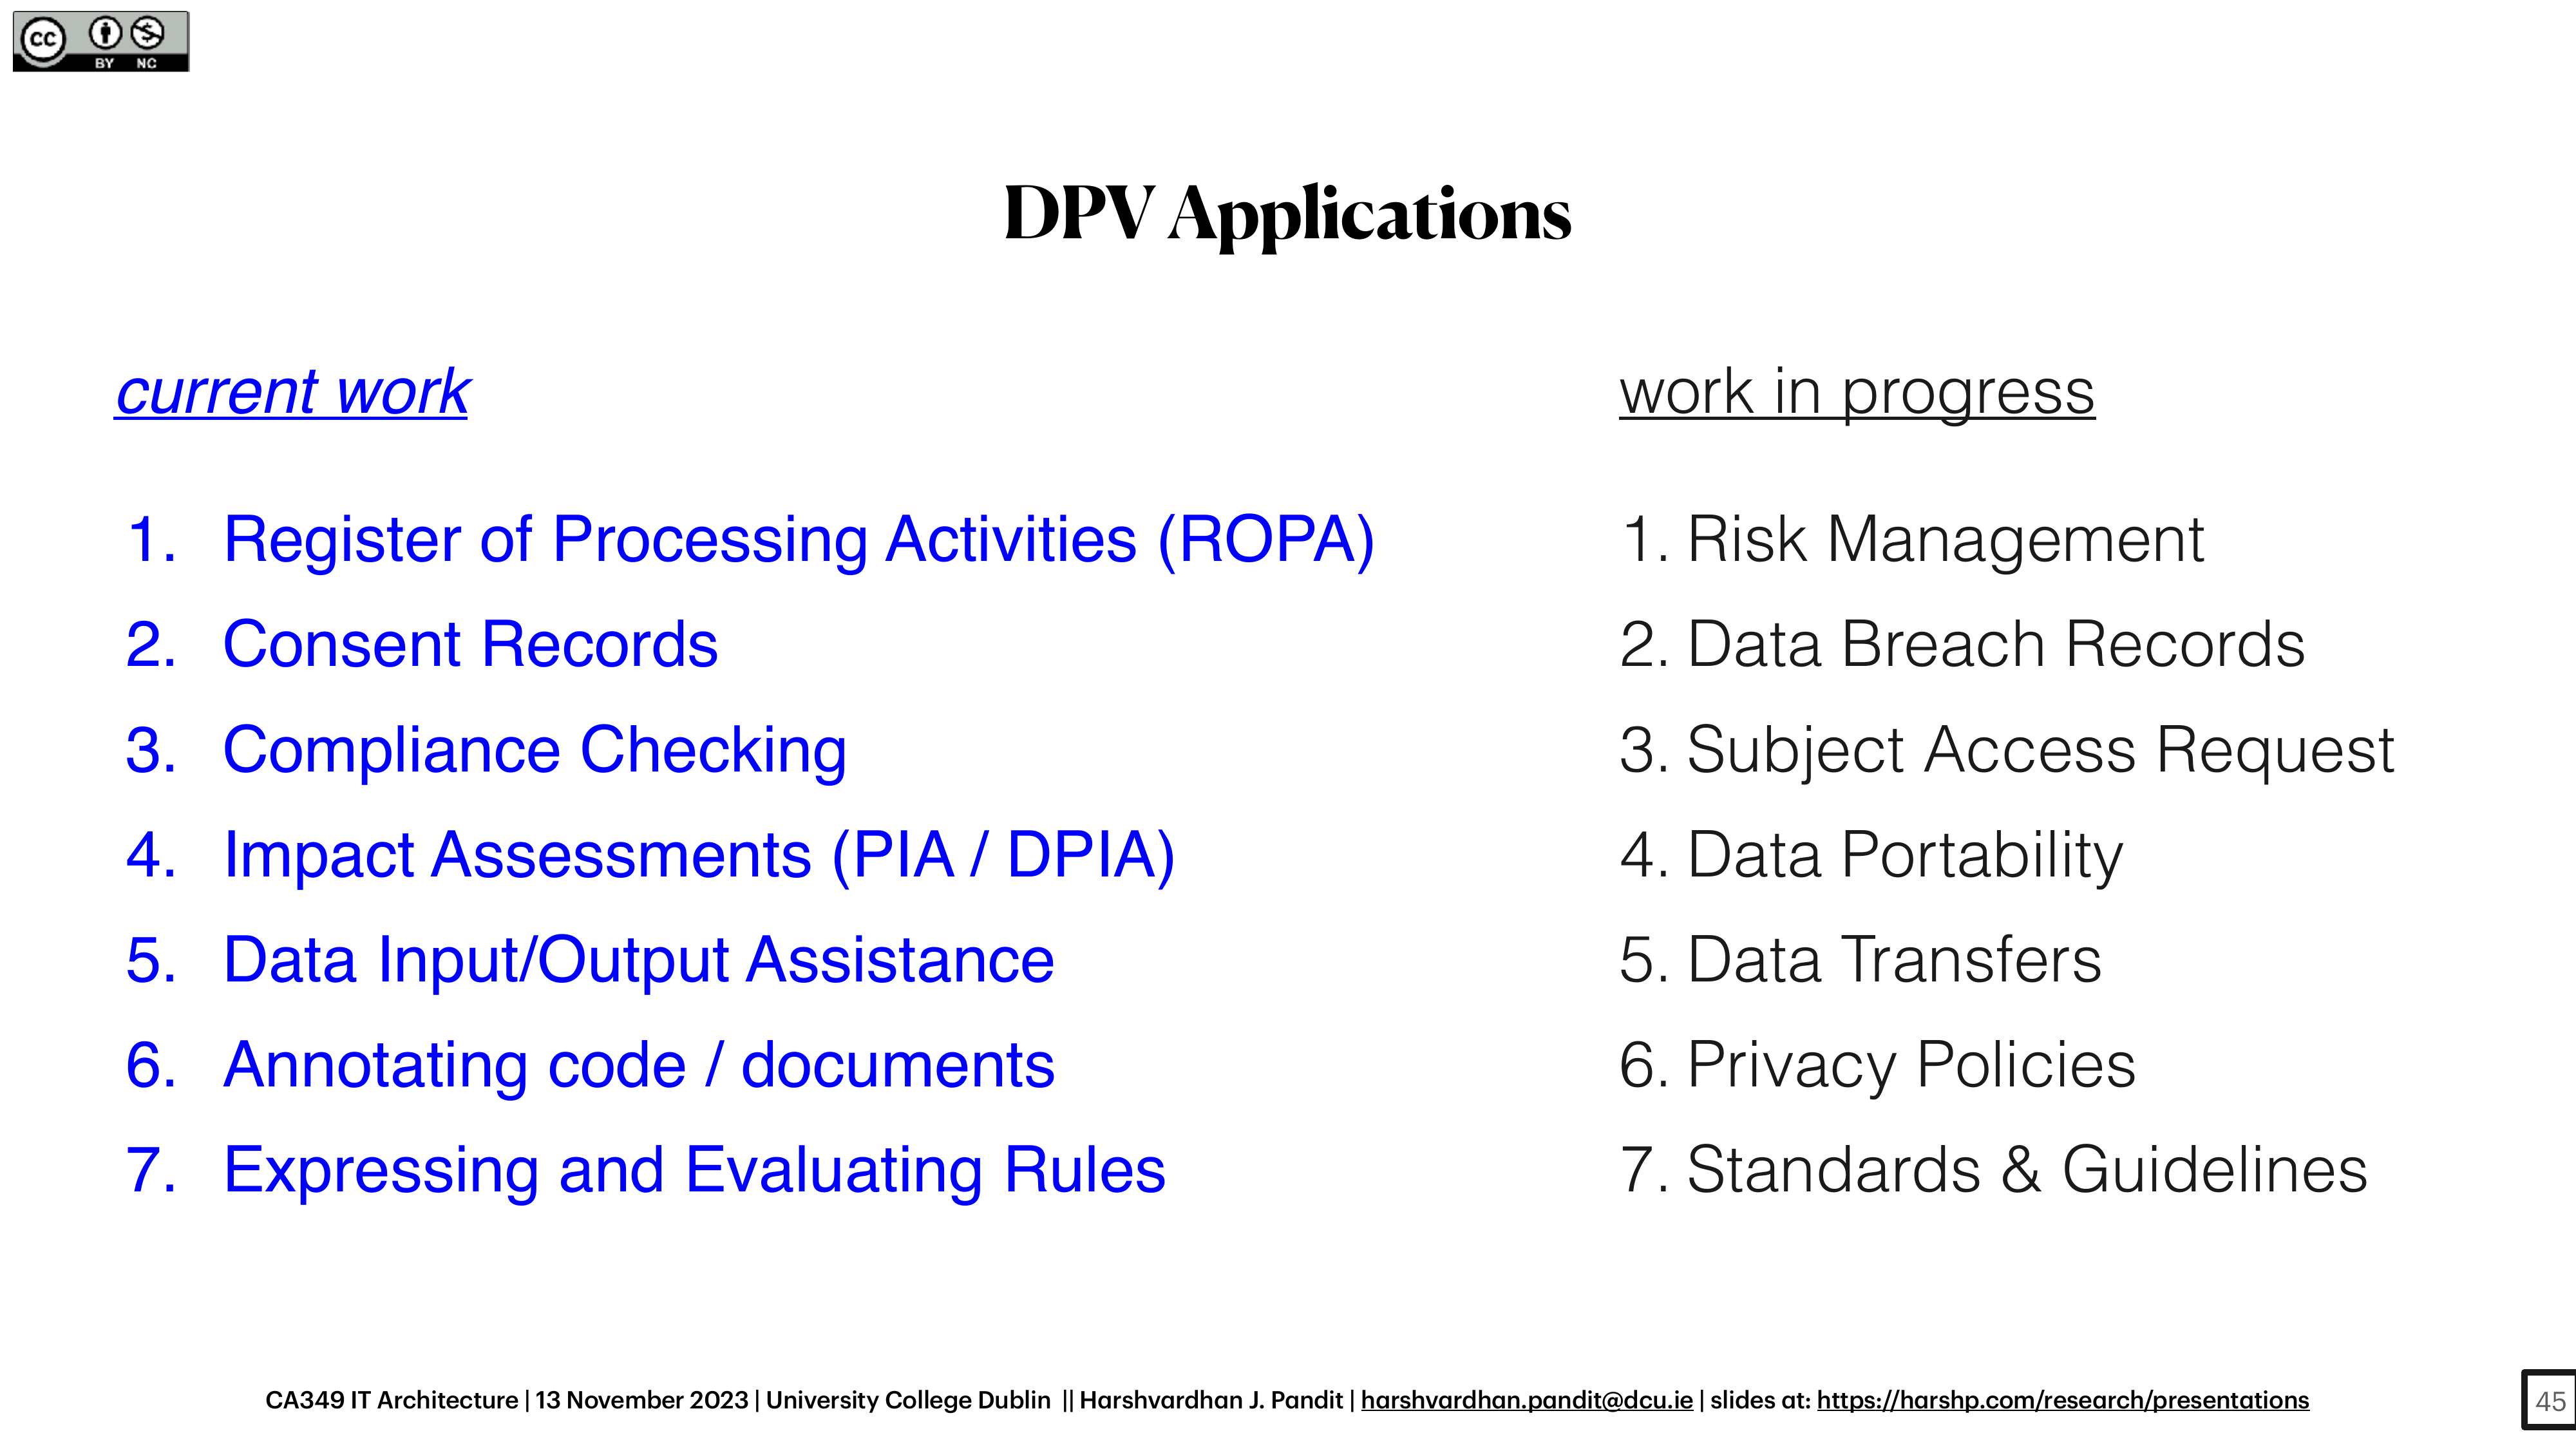 cc
BY NC
DPV Applications
current work
1. Register of Processing Activities (ROPA)
2. Consent Records
3. Compliance Checking
4. Impact Assessments (PIA / DPIA)
5. Data Input/Output Assistance
6. Annotating code / documents
7. Expressing and Evaluating Rules
work in progress
1. Risk Management
2. Data Breach Records
3. Subject Access Request
4. Data Portability
5. Data Transfers
6. Privacy Policies
7. Standards & Guidelines
CA349 IT Architecture | 13 November 2023 | University College Dublin || Harshvardhan J. Pandit | harshvardhan.pandit@dcu.ie | slides at: https://harshp.com/research/presentations
45